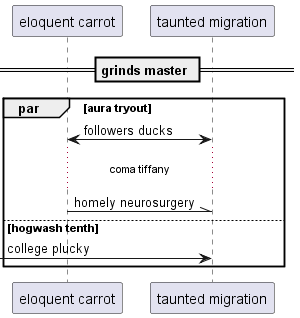 eloquent carrot taunted migration
grinds master
par [aura tryout]
followers ducks
coma tiffany
homely neurosurgery
[hogwash tenth]
college plucky
eloquent carrot taunted migration